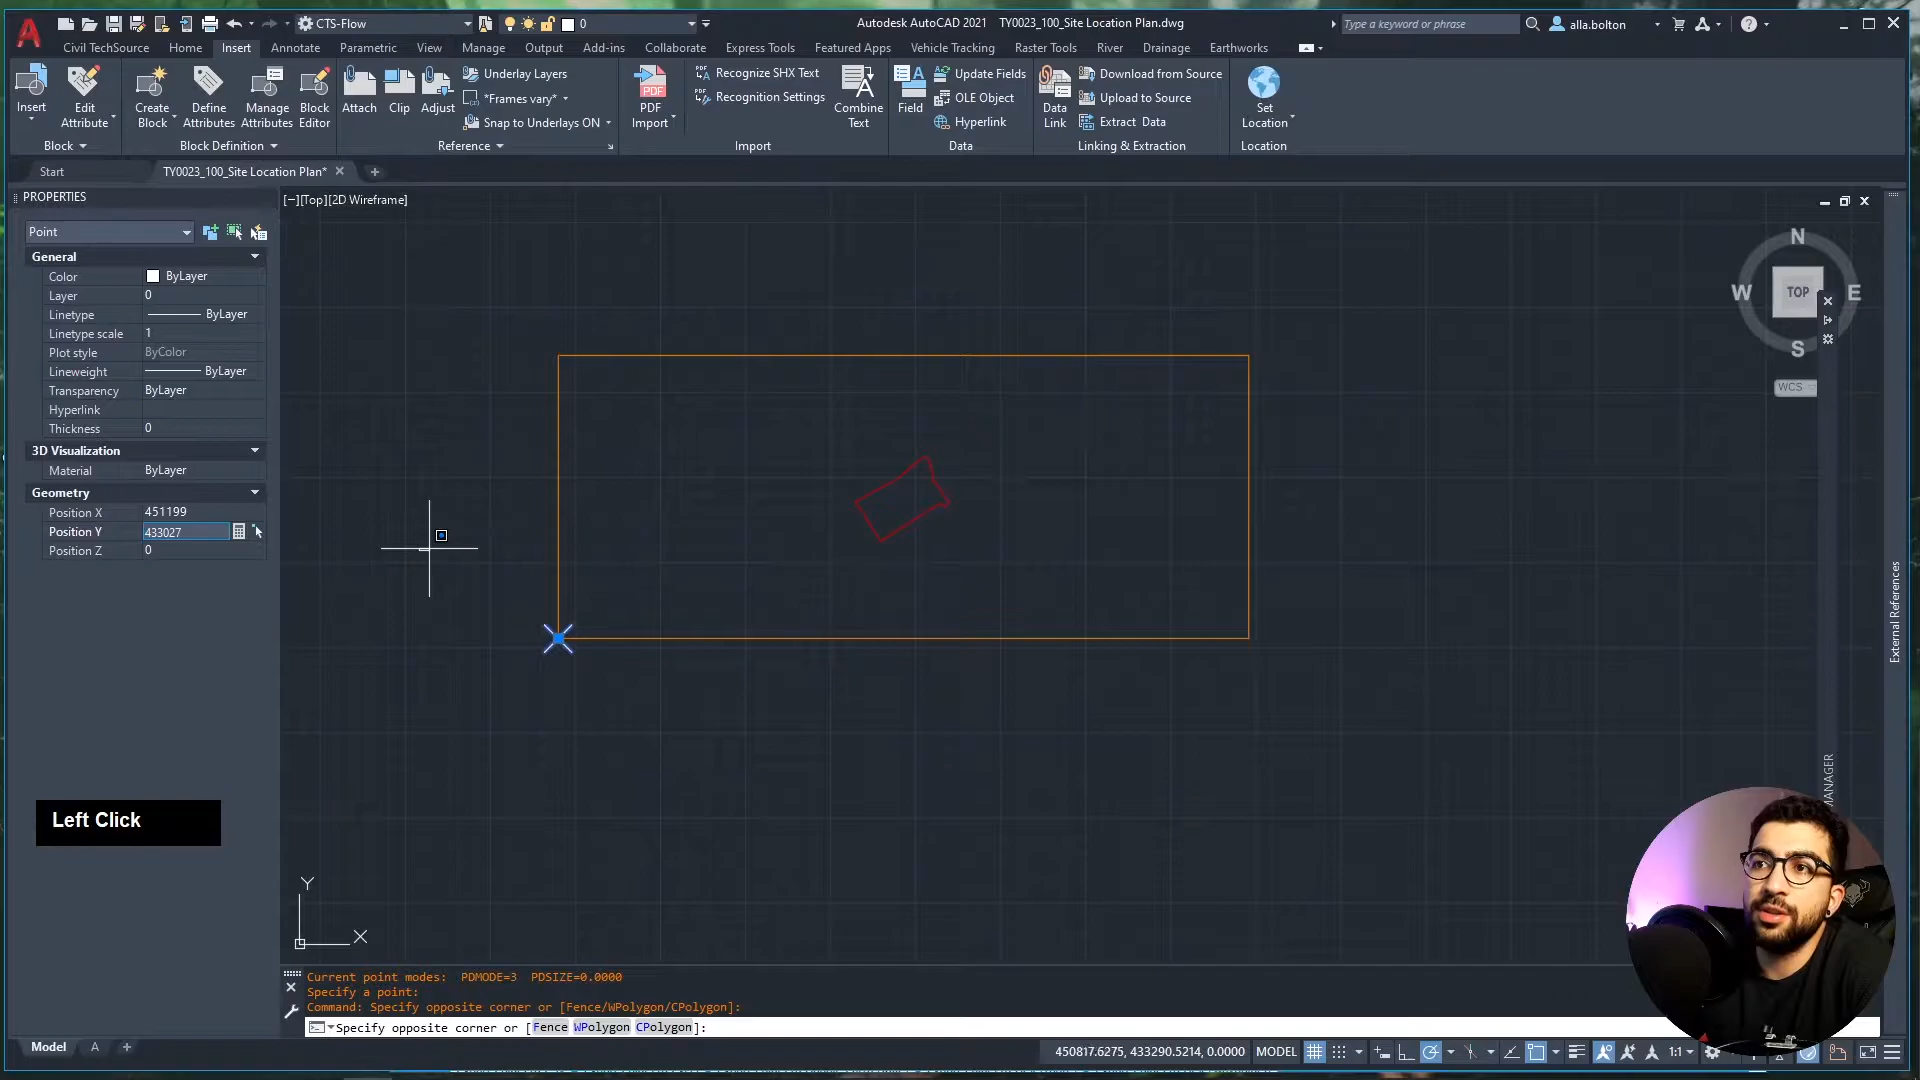 CTS-Flow
0
Autodesk AutoCAD 2021 TY0023_100_Site Location Plan.dwg
Type a keyword or phrase
alla.bolton
Civil TechSource Home Insert Annotate Parametric View Manage Output Add-ins Collaborate Express Tools Featured Apps Vehicle Tracking Raster Tools River Drainage Earthworks
Insert
Edit
Attribute
Block
Create
Block
Define
Attributes
Manage
Attributes
Block
Editor
Block Definition
Attach
Clip
Adjust
Underlay Layers
*Frames vary*
Snap to Underlays ON
Reference
PDF
PDF
Import
Recognize SHX Text
Recognition Settings
Combine
Text
Import
Field
Update Fields
OLE Object
Hyperlink
Data
Data
Link
Download from Source
Upload to Source
Extract Data
Linking & Extraction
Set
Location
Location
Start
TY0023_100_Site Location Plan*
PROPERTIES
[−][Top][2D Wireframe]
Point
General
Color ByLayer
Layer 0
Linetype ByLayer
Linetype scale 1
Plot style ByColor
Lineweight ByLayer
Transparency ByLayer
Hyperlink
Thickness 0
3D Visualization
Material ByLayer
Geometry
Position X 451199
Position Y 433027
Position Z 0
N
W TOP E
S
WCS
External References
MANAGER
Left Click
Y
X
Current point modes: PDMODE=3 PDSIZE=0.0000
Specify a point:
Command: Specify opposite corner or [Fence/WPolygon/CPolygon]:
Specify opposite corner or [Fence WPolygon CPolygon]:
Model A
450817.6275, 433290.5214, 0.0000 MODEL 1:1